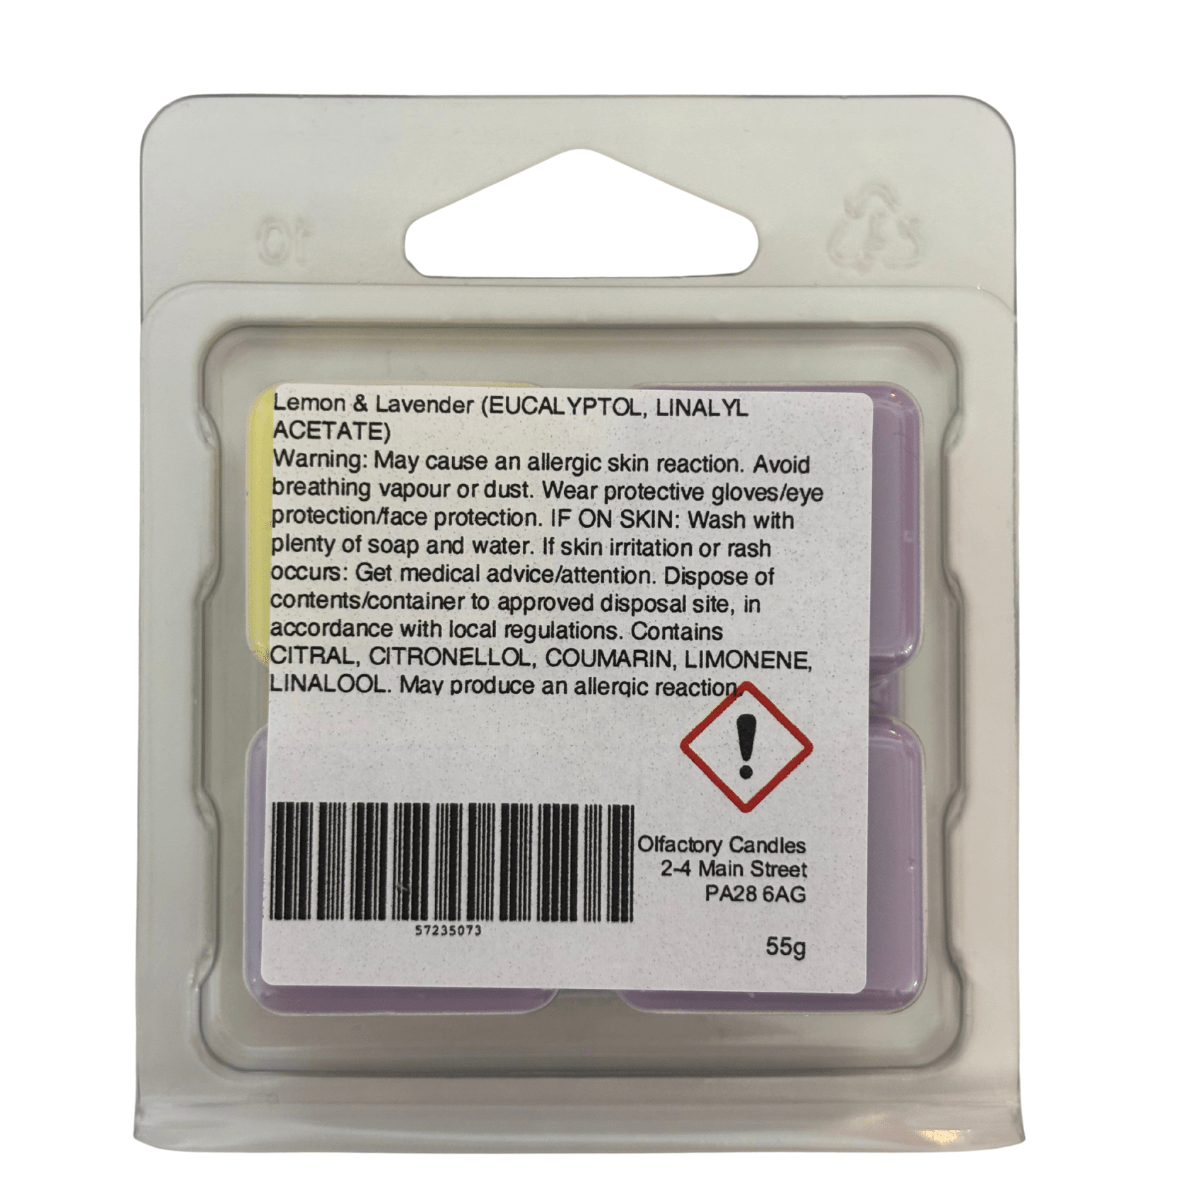 10
Lemon & Lavender (EUCALYPTOL, LINALYL
ACETATE)
Warning: May cause an allergic skin reaction. Avoid
breathing vapour or dust. Wear protective gloves/eye
protection/face protection. IF ON SKIN: Wash with
plenty of soap and water. If skin irritation or rash
occurs: Get medical advice/attention. Dispose of
contents/container to approved disposal site, in
accordance with local regulations. Contains
CITRAL, CITRONELLOL, COUMARIN, LIMONENE,
LINALOOL. May produce an allergic reaction.
Olfactory Candles
2-4 Main Street
PA28 6AG
57235073
55g